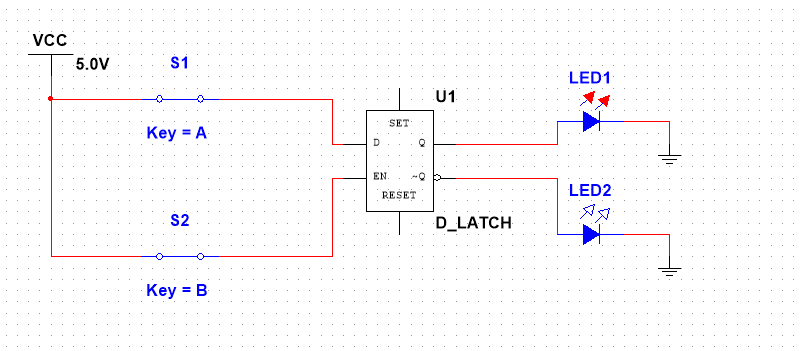 VCC
5.0V
S1
Key = A
S2
Key = B
U1
SET
D
Q
EN
~Q
RESET
D_LATCH
LED1
LED2